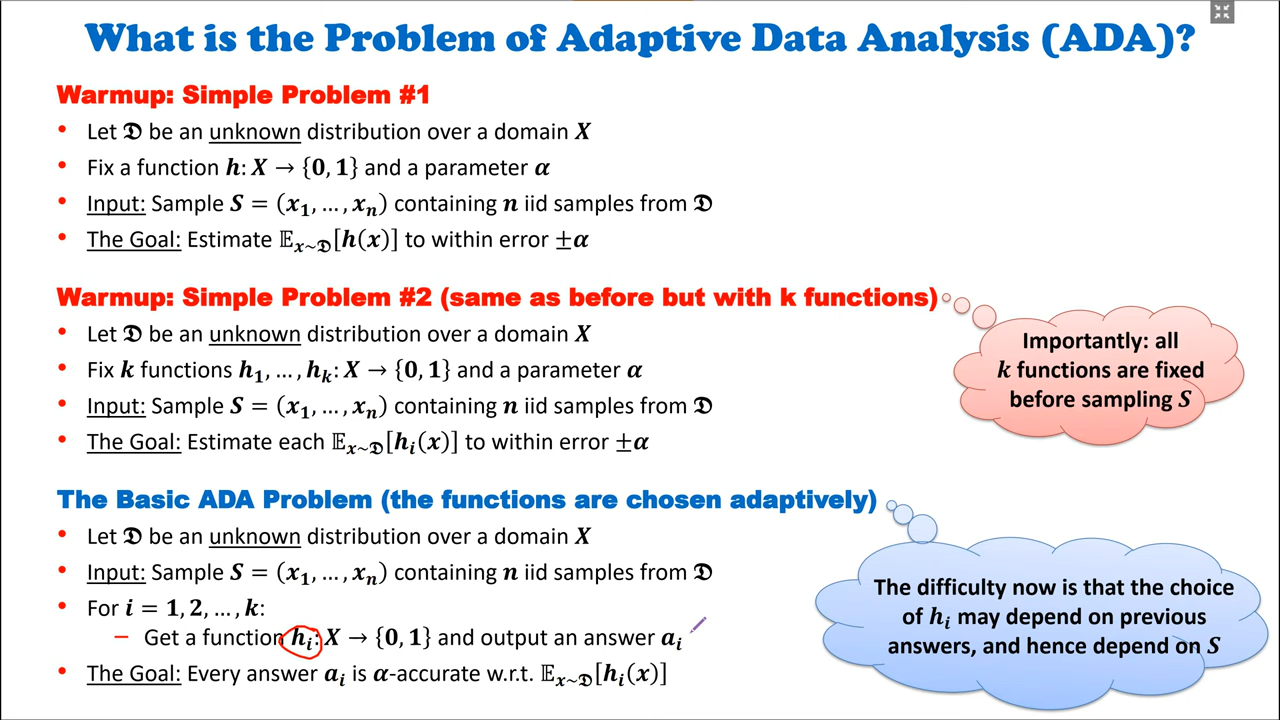 What is the Problem of Adaptive Data Analysis (ADA)?
Warmup: Simple Problem #1
• Let 𝕯 be an unknown distribution over a domain X
• Fix a function h: X → {0, 1} and a parameter α
• Input: Sample S = (x₁, … , xₙ) containing n iid samples from 𝕯
• The Goal: Estimate 𝔼ₓ~𝕯[h(x)] to within error ±α
Warmup: Simple Problem #2 (same as before but with k functions)
• Let 𝕯 be an unknown distribution over a domain X
• Fix k functions h₁, … , hₖ: X → {0, 1} and a parameter α
• Input: Sample S = (x₁, … , xₙ) containing n iid samples from 𝕯
• The Goal: Estimate each 𝔼ₓ~𝕯[hᵢ(x)] to within error ±α
Importantly: all
k functions are fixed
before sampling S
The Basic ADA Problem (the functions are chosen adaptively)
• Let 𝕯 be an unknown distribution over a domain X
• Input: Sample S = (x₁, … , xₙ) containing n iid samples from 𝕯
• For i = 1, 2, … , k:
– Get a function hᵢ: X → {0, 1} and output an answer aᵢ
• The Goal: Every answer aᵢ is α-accurate w.r.t. 𝔼ₓ~𝕯[hᵢ(x)]
The difficulty now is that the choice
of hᵢ may depend on previous
answers, and hence depend on S